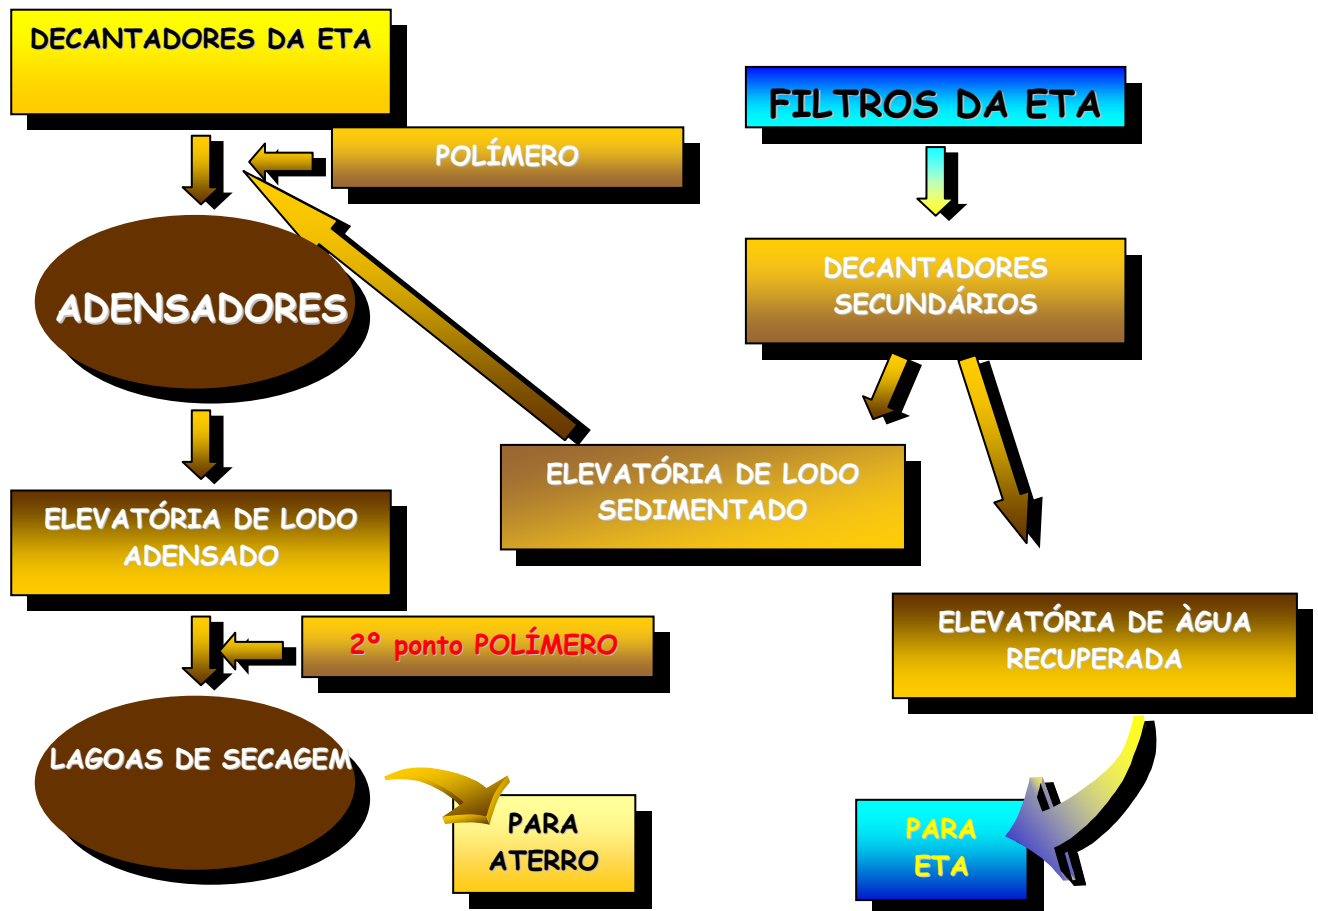 DECANTADORES DA ETA
FILTROS DA ETA
POLÍMERO
DECANTADORES
SECUNDÁRIOS
ADENSADORES
ELEVATÓRIA DE LODO
SEDIMENTADO
ELEVATÓRIA DE LODO
ADENSADO
ELEVATÓRIA DE ÀGUA
RECUPERADA
2º ponto POLÍMERO
LAGOAS DE SECAGEM
PARA
ATERRO
PARA
ETA